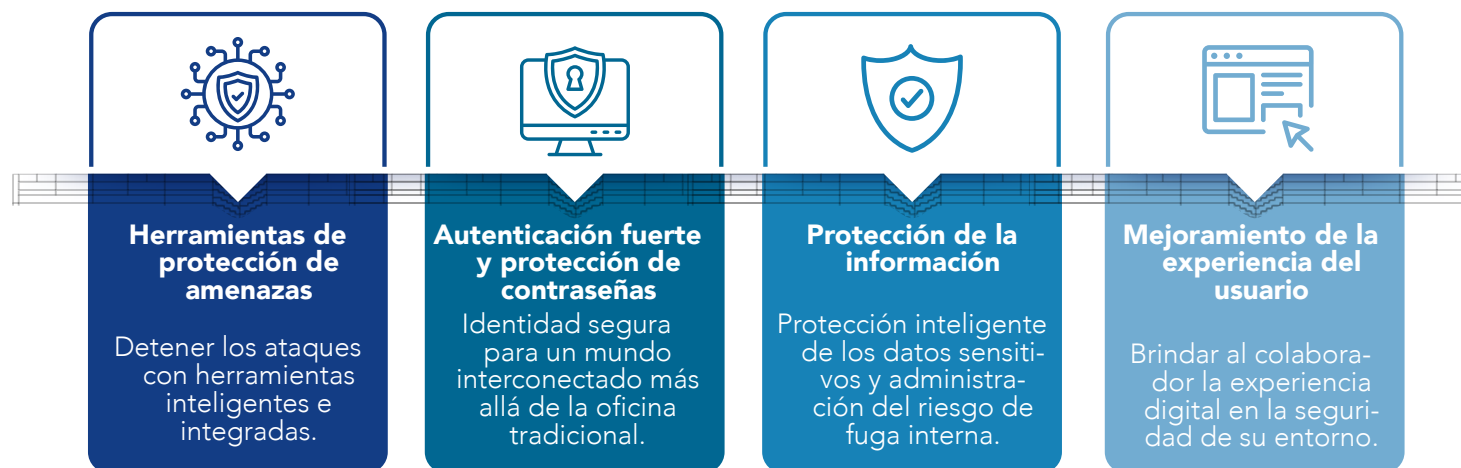 Herramientas de
protección de
amenazas
Detener los ataques
con herramientas
inteligentes e
integradas.
Autenticación fuerte
y protección de
contraseñas
Identidad segura
para un mundo
interconectado más
allá de la oficina
tradicional.
Protección de la
información
Protección inteligente
de los datos sensiti-
vos y administra-
ción del riesgo de
fuga interna.
Mejoramiento de la
experiencia del
usuario
Brindar al colabora-
dor la experiencia
digital en la seguri-
dad de su entorno.